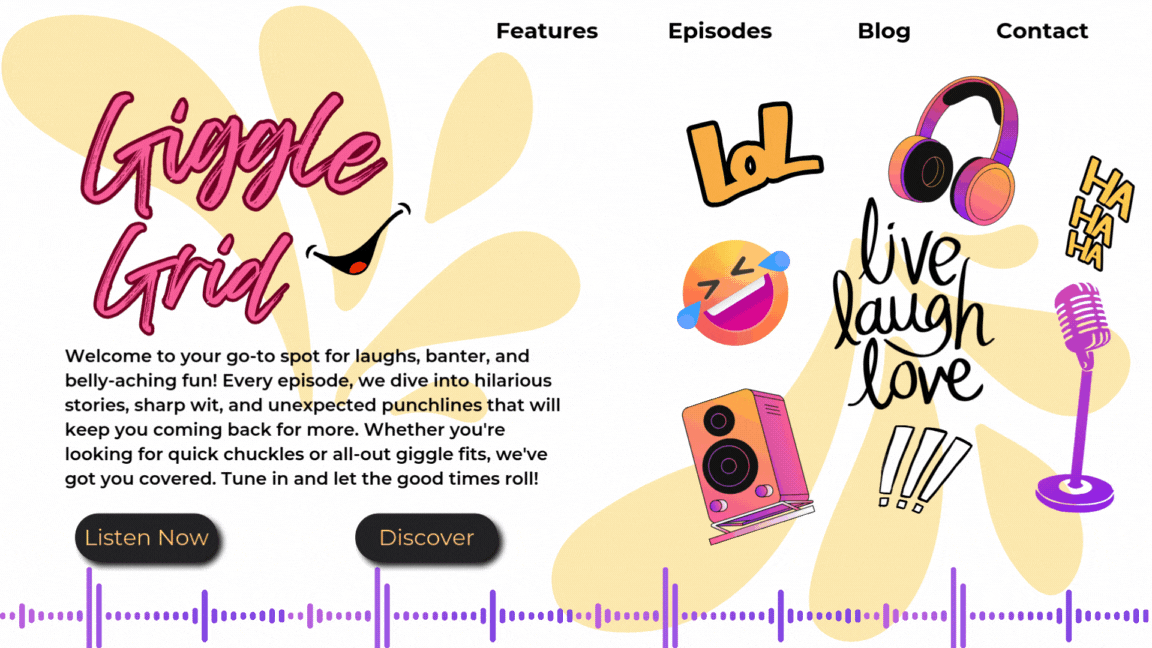 Features Episodes Blog Contact
Giggle
Grid
Welcome to your go-to spot for laughs, banter, and
belly-aching fun! Every episode, we dive into hilarious
stories, sharp wit, and unexpected punchlines that will
keep you coming back for more. Whether you're
looking for quick chuckles or all-out giggle fits, we've
got you covered. Tune in and let the good times roll!
Listen Now Discover
LOL
HA
HA
HA
live
laugh
love
!!!